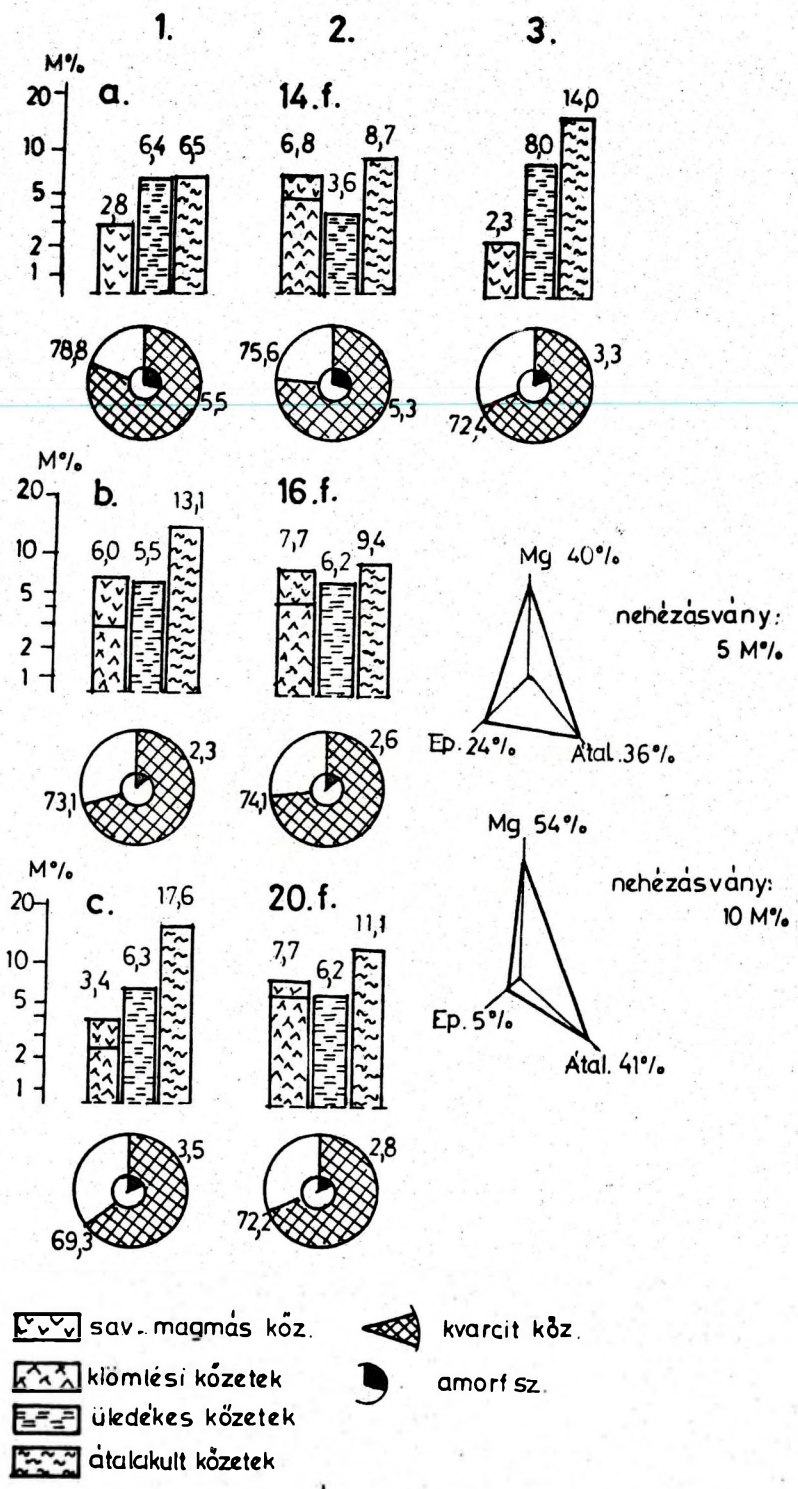 1. 2. 3.
M%
20
10
5
2
1
a.
2,8
6,4
6,5
14.f.
6,8
3,6
8,7
2,3
8,0
14,0
78,8
5,5
75,6
5,3
72,4
3,3
M%
20
10
5
2
1
b.
6,0
5,5
13,1
16.f.
7,7
6,2
9,4
Mg 40%
nehézásvány:
5 M%
Ep. 24%
Átal. 36%
73,1
2,3
74,1
2,6
Mg 54%
nehézásvány:
10 M%
Ep. 5%
Átal. 41%
M%
20
10
5
2
1
c.
3,4
6,3
17,6
20.f.
7,7
6,2
11,1
69,3
3,5
72,2
2,8
sav. magmás kőz.
kiömlési kőzetek
üledékes kőzetek
átalakult kőzetek
kvarcit kőz.
amorf sz.